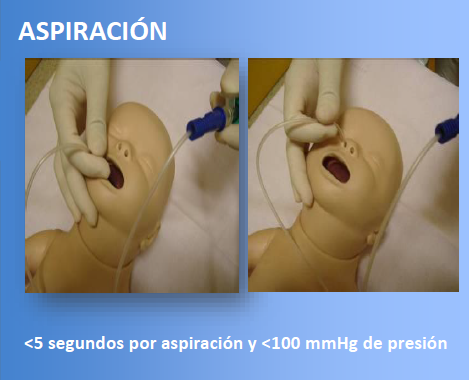 ASPIRACIÓN
<5 segundos por aspiración y <100 mmHg de presión